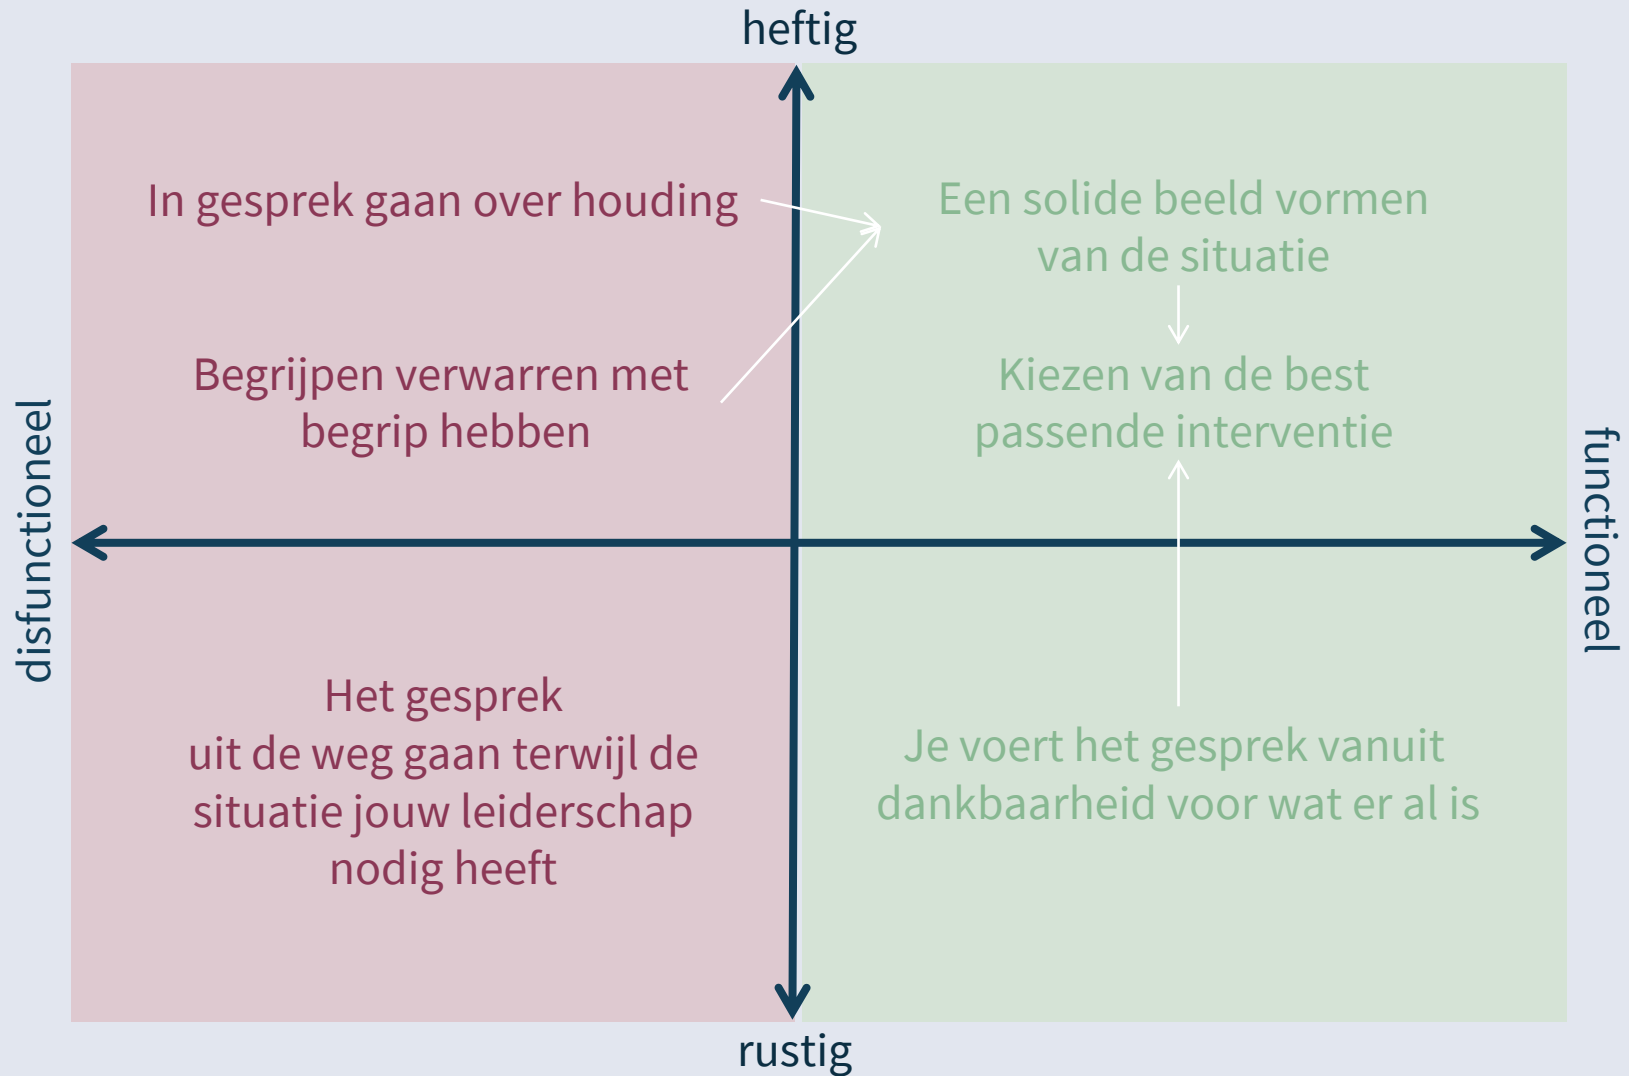 heftig
In gesprek gaan over houding
Begrijpen verwarren met
begrip hebben
Een solide beeld vormen
van de situatie
Kiezen van de best
passende interventie
disfunctioneel
functioneel
Het gesprek
uit de weg gaan terwijl de
situatie jouw leiderschap
nodig heeft
Je voert het gesprek vanuit
dankbaarheid voor wat er al is
rustig